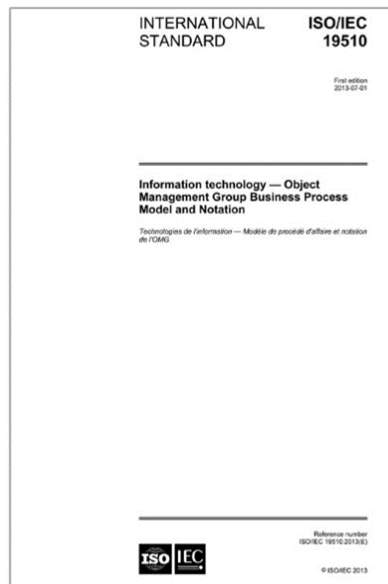 INTERNATIONAL
STANDARD
ISO/IEC
19510
First edition
2013-07-01
Information technology — Object
Management Group Business Process
Model and Notation
Technologies de l'information — Modèle de procédé d'affaire et notation
de l'OMG
Reference number
ISO/IEC 19510:2013(E)
ISO IEC
© ISO/IEC 2013